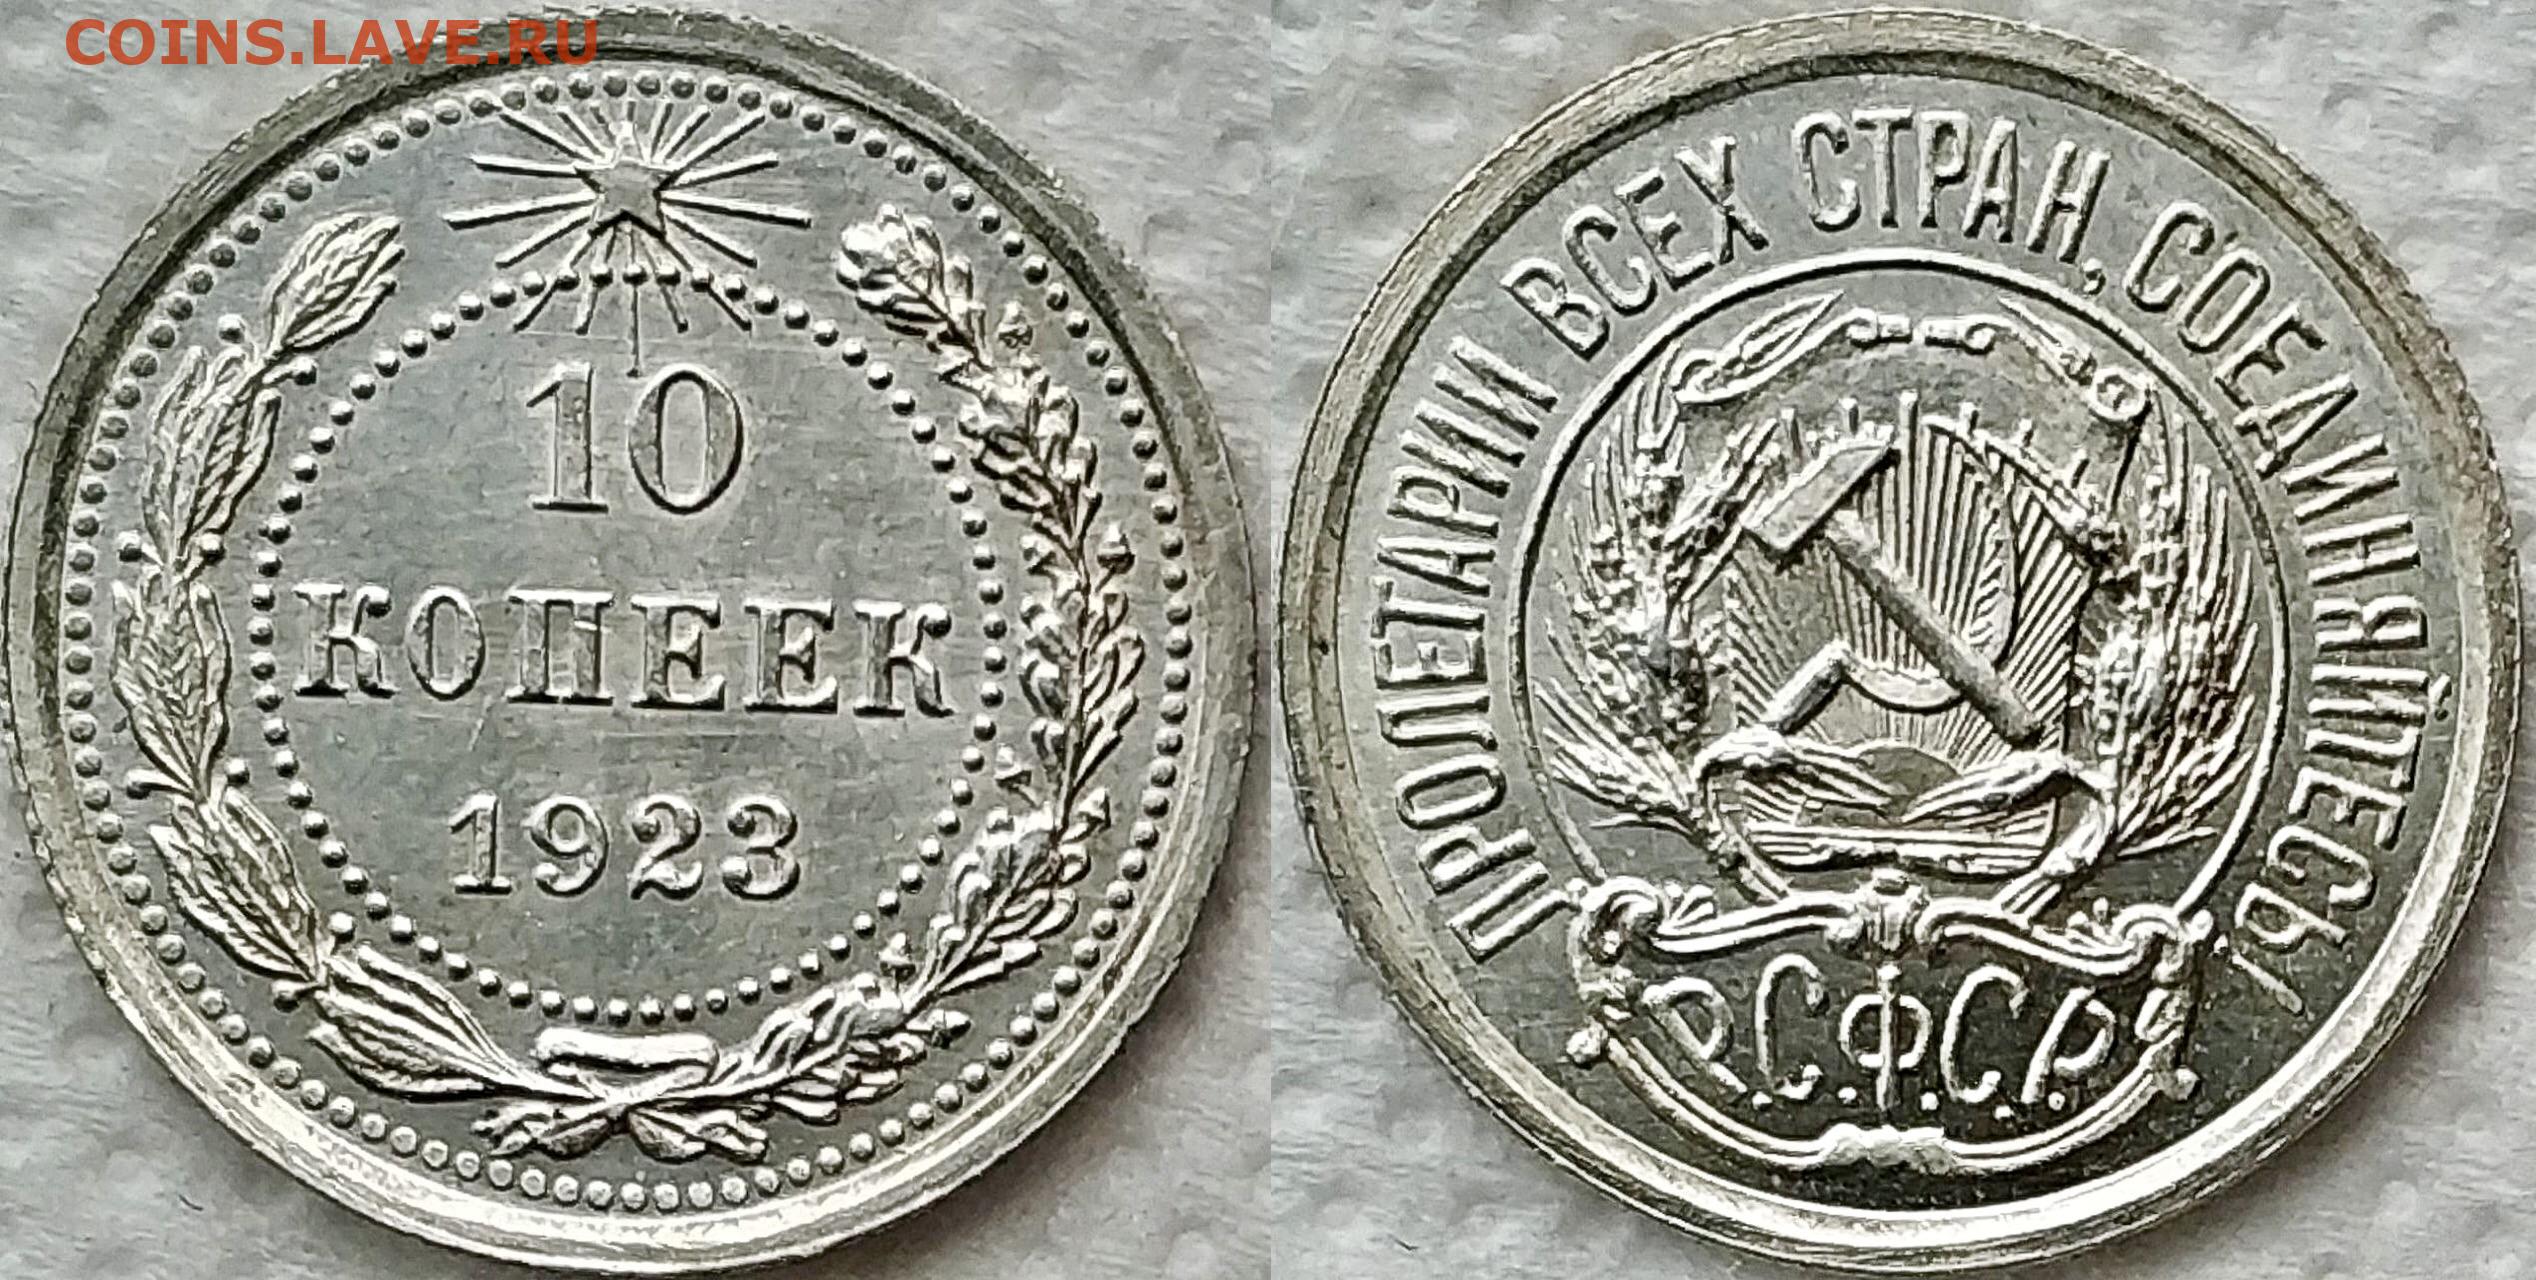 COINS.LAVE.RU
10
КОПЕЕК
1923
ПРОЛЕТАРИИ ВСЕХ СТРАН, СОЕДИНЯЙТЕСЬ!
Р.С.Ф.С.Р.